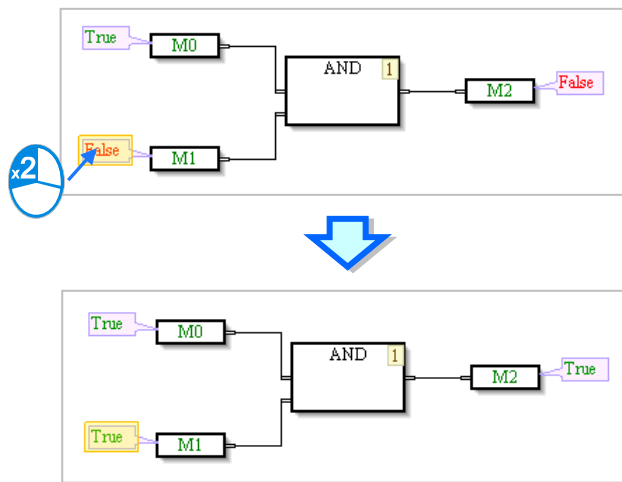 True
M0
AND
1
M2
False
False
M1
x2
True
M0
AND
1
M2
True
True
M1